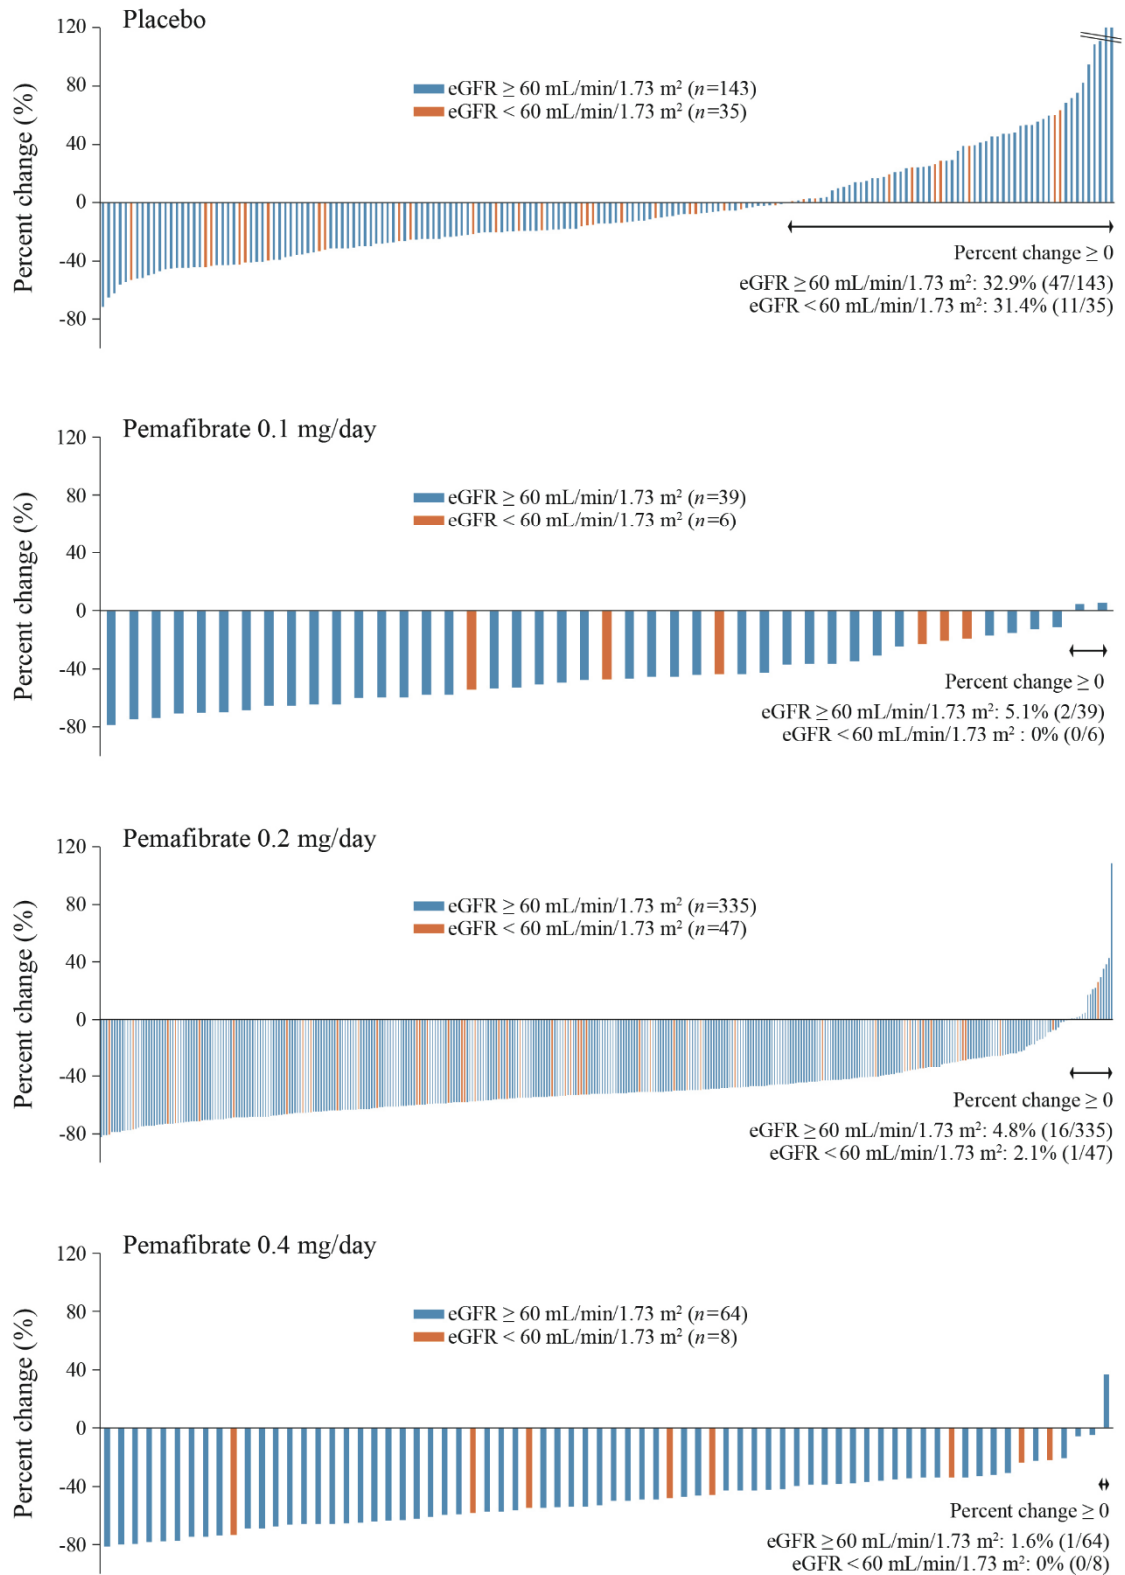 Placebo
120
80
40
0
-40
-80
Percent change (%)
eGFR ≥ 60 mL/min/1.73 m² (n=143)
eGFR < 60 mL/min/1.73 m² (n=35)
Percent change ≥ 0
eGFR ≥ 60 mL/min/1.73 m²: 32.9% (47/143)
eGFR < 60 mL/min/1.73 m²: 31.4% (11/35)
Pemafibrate 0.1 mg/day
120
80
40
0
-40
-80
Percent change (%)
eGFR ≥ 60 mL/min/1.73 m² (n=39)
eGFR < 60 mL/min/1.73 m² (n=6)
Percent change ≥ 0
eGFR ≥ 60 mL/min/1.73 m²: 5.1% (2/39)
eGFR < 60 mL/min/1.73 m² : 0% (0/6)
Pemafibrate 0.2 mg/day
120
80
40
0
-40
-80
Percent change (%)
eGFR ≥ 60 mL/min/1.73 m² (n=335)
eGFR < 60 mL/min/1.73 m² (n=47)
Percent change ≥ 0
eGFR ≥ 60 mL/min/1.73 m²: 4.8% (16/335)
eGFR < 60 mL/min/1.73 m²: 2.1% (1/47)
Pemafibrate 0.4 mg/day
120
80
40
0
-40
-80
Percent change (%)
eGFR ≥ 60 mL/min/1.73 m² (n=64)
eGFR < 60 mL/min/1.73 m² (n=8)
Percent change ≥ 0
eGFR ≥ 60 mL/min/1.73 m²: 1.6% (1/64)
eGFR < 60 mL/min/1.73 m²: 0% (0/8)